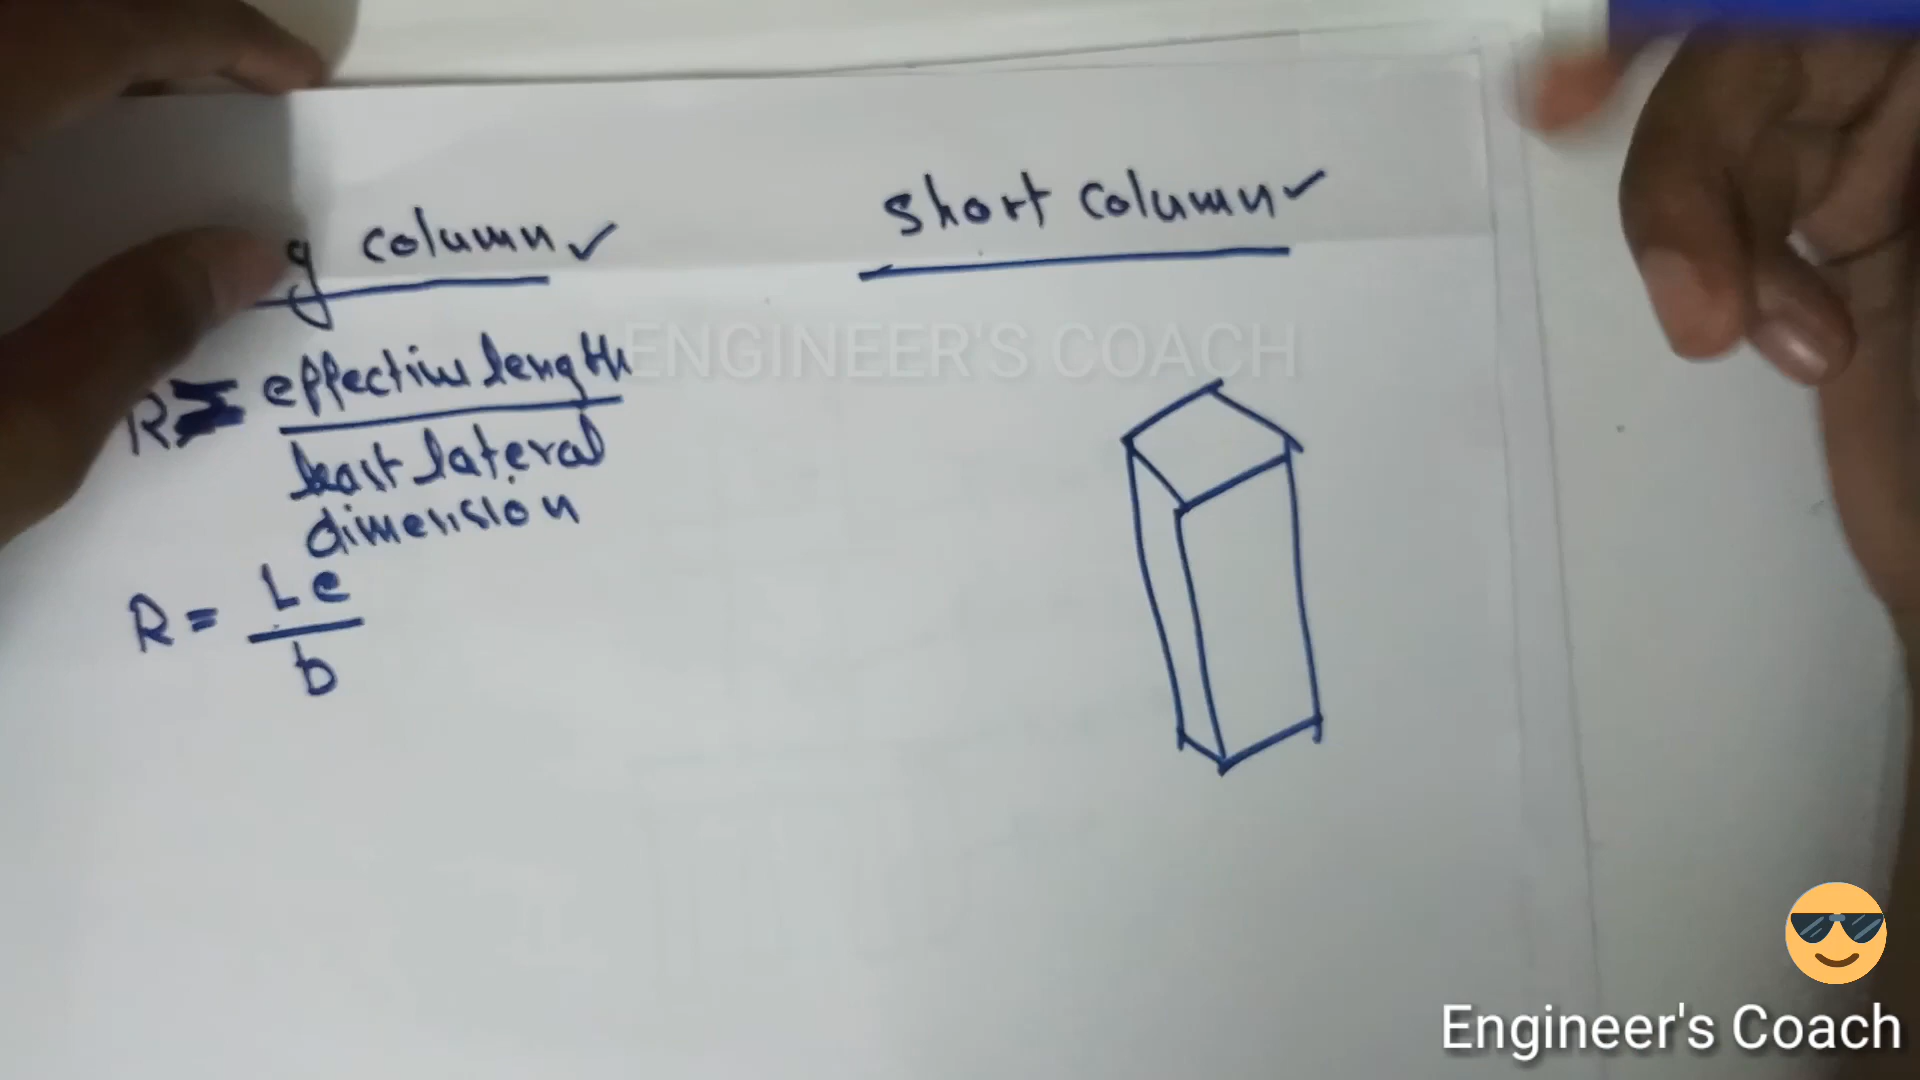 g column ✓
short column ✓
ENGINEER'S COACH
R = effective length
least lateral
dimension
R = Le
b
Engineer's Coach